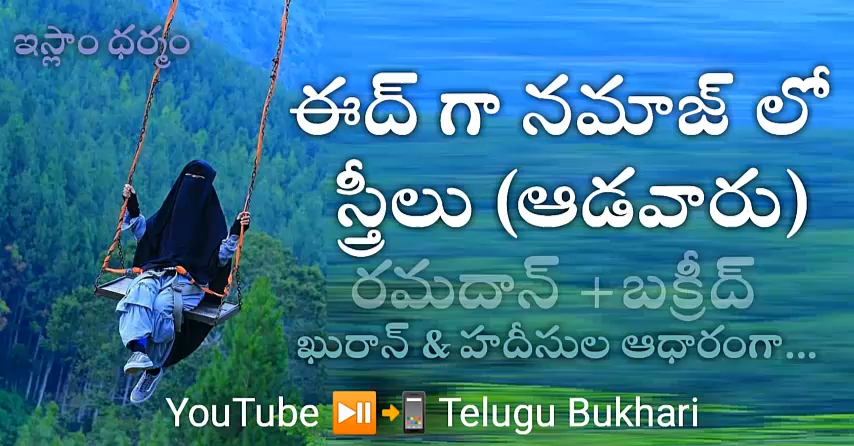 ఇస్లాం ధర్మం
ఈద్ గా నమాజ్ లో
స్త్రీలు (ఆడవారు)
రమదాన్ + బక్రీద్
ఖురాన్ & హదీసుల ఆధారంగా...
YouTube ⏯️➜📱 Telugu Bukhari